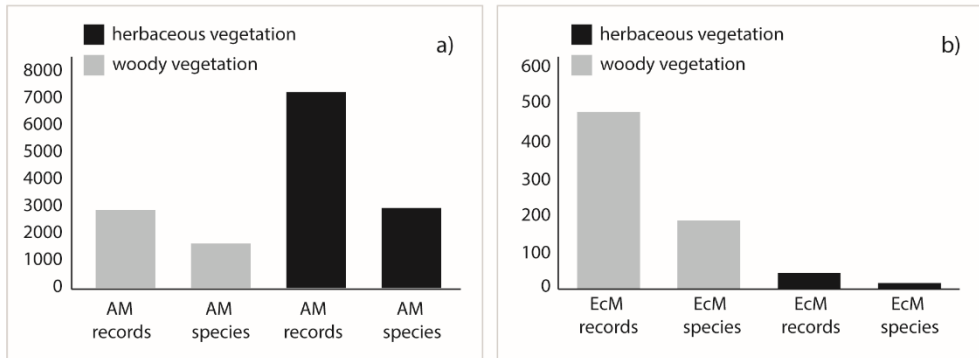 herbaceous vegetation
woody vegetation
a)
8000
7000
6000
5000
4000
3000
2000
1000
0
AM
records
AM
species
AM
records
AM
species
herbaceous vegetation
woody vegetation
b)
600
500
400
300
200
100
0
EcM
records
EcM
species
EcM
records
EcM
species